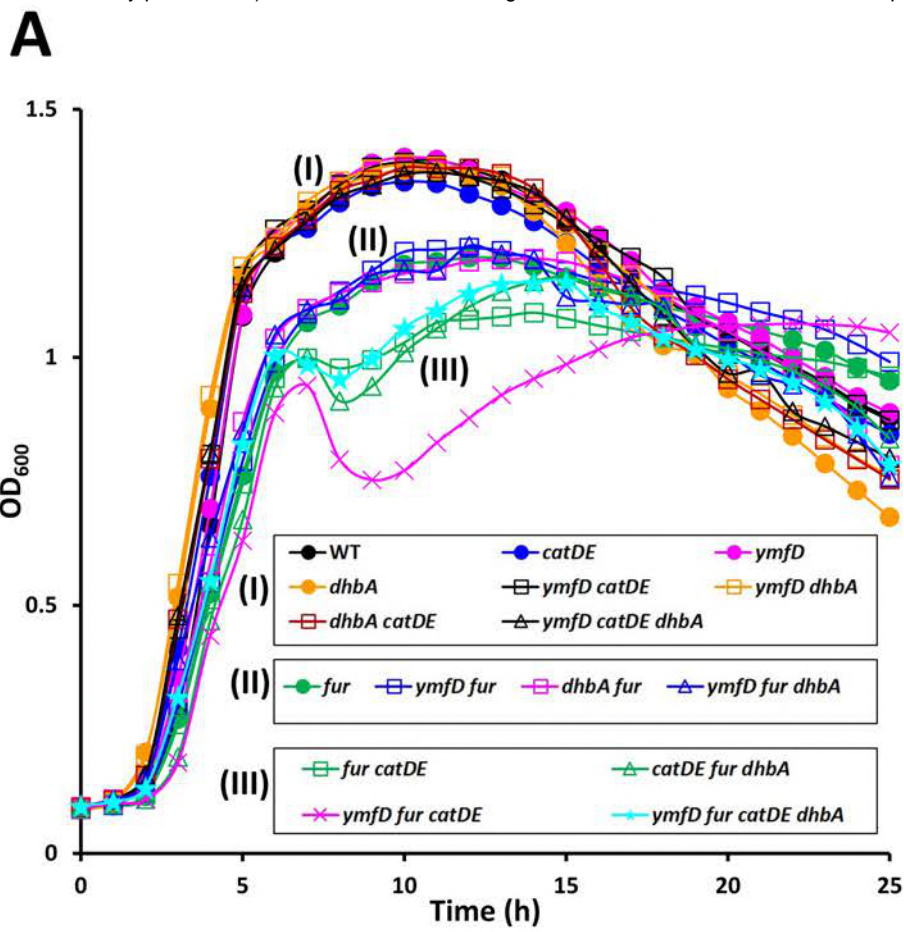 A
1.5
(I)
(II)
(III)
1
OD600
0.5
(I)
WT catDE ymfD
dhbA ymfD catDE ymfD dhbA
dhbA catDE ymfD catDE dhbA
(II)
fur ymfD fur dhbA fur ymfD fur dhbA
(III)
fur catDE catDE fur dhbA
ymfD fur catDE ymfD fur catDE dhbA
0
0 5 10 15 20 25
Time (h)